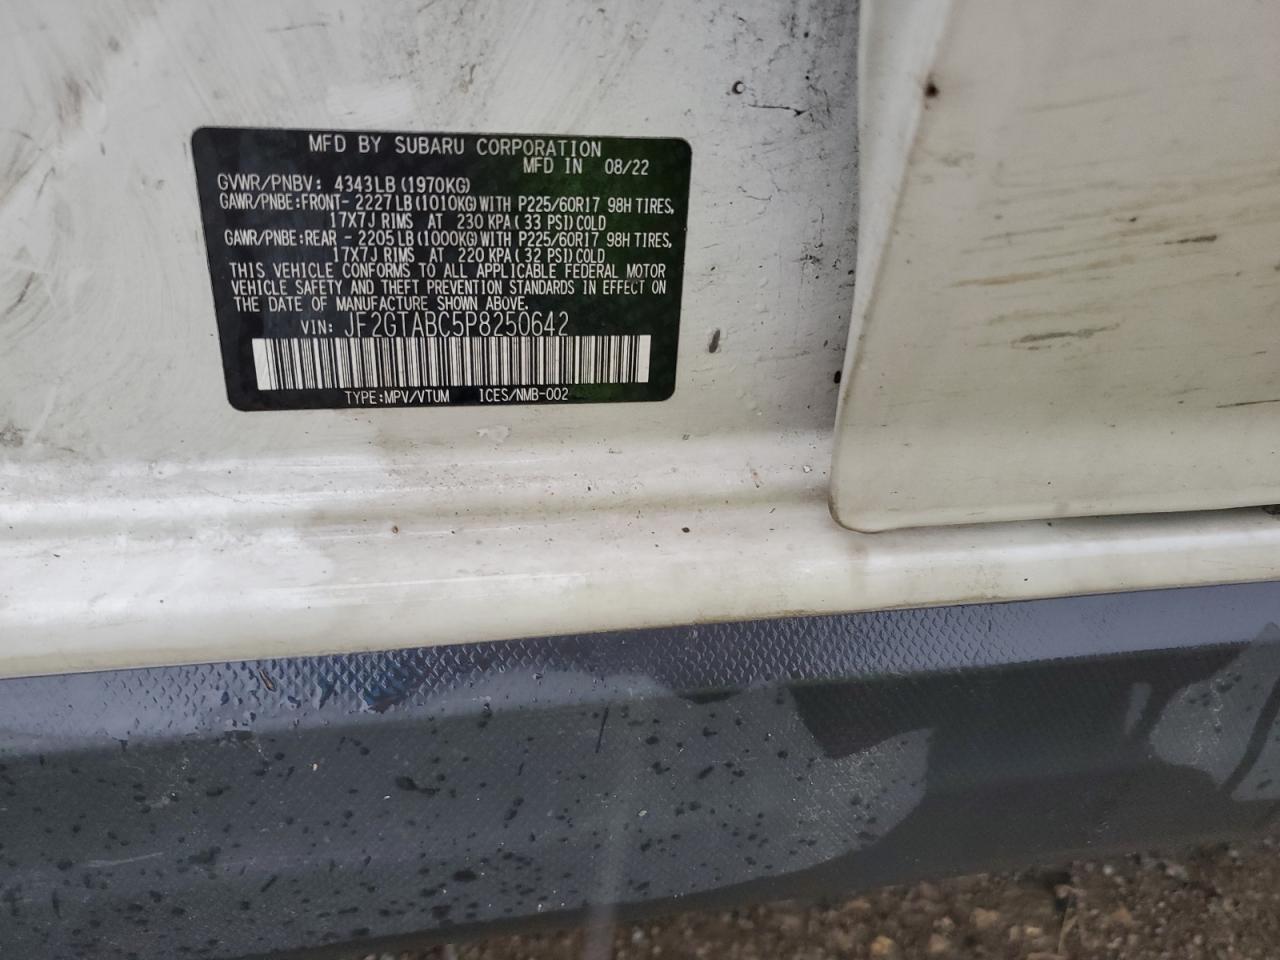 MFD BY SUBARU CORPORATION
MFD IN 08/22
GVWR/PNBV: 4343LB (1970KG)
GAWR/PNBE:FRONT- 2227LB (1010KG) WITH P225/60R17 98H TIRES,
17X7J RIMS AT 230 KPA( 33 PSI) COLD
GAWR/PNBE:REAR - 2205LB (1000KG) WITH P225/60R17 98H TIRES,
17X7J RIMS AT 220 KPA( 32 PSI) COLD
THIS VEHICLE CONFORMS TO ALL APPLICABLE FEDERAL MOTOR
VEHICLE SAFETY AND THEFT PREVENTION STANDARDS IN EFFECT ON
THE DATE OF MANUFACTURE SHOWN ABOVE.
VIN: JF2GTABC5P8250642
TYPE:MPV/VTUM ICES/NMB-002